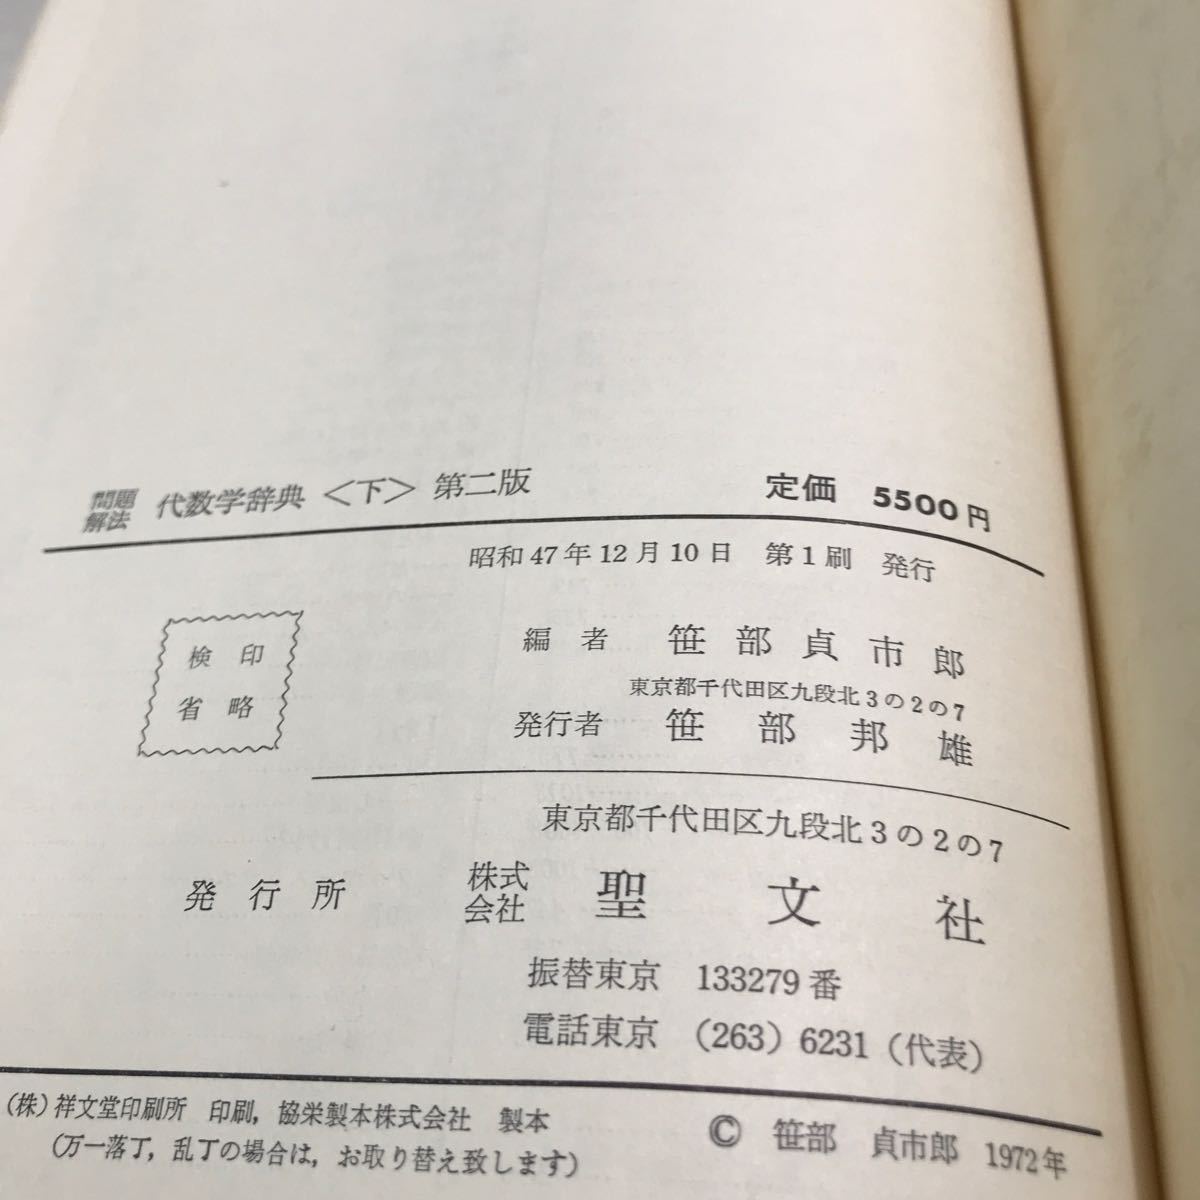 問題解法 代数学辞典 〈下〉 第二版 定価 5500円
昭和47年12月10日 第1刷 発行
検印
省略
編者 笹部貞市郎
東京都千代田区九段北3の2の7
発行者 笹部邦雄
東京都千代田区九段北3の2の7
発行所 株式会社 聖文社
振替東京 133279番
電話東京 (263) 6231 (代表)
(株) 祥文堂印刷所 印刷, 協栄製本株式会社 製本
(万一落丁, 乱丁の場合は, お取り替え致します)
© 笹部 貞市郎 1972年